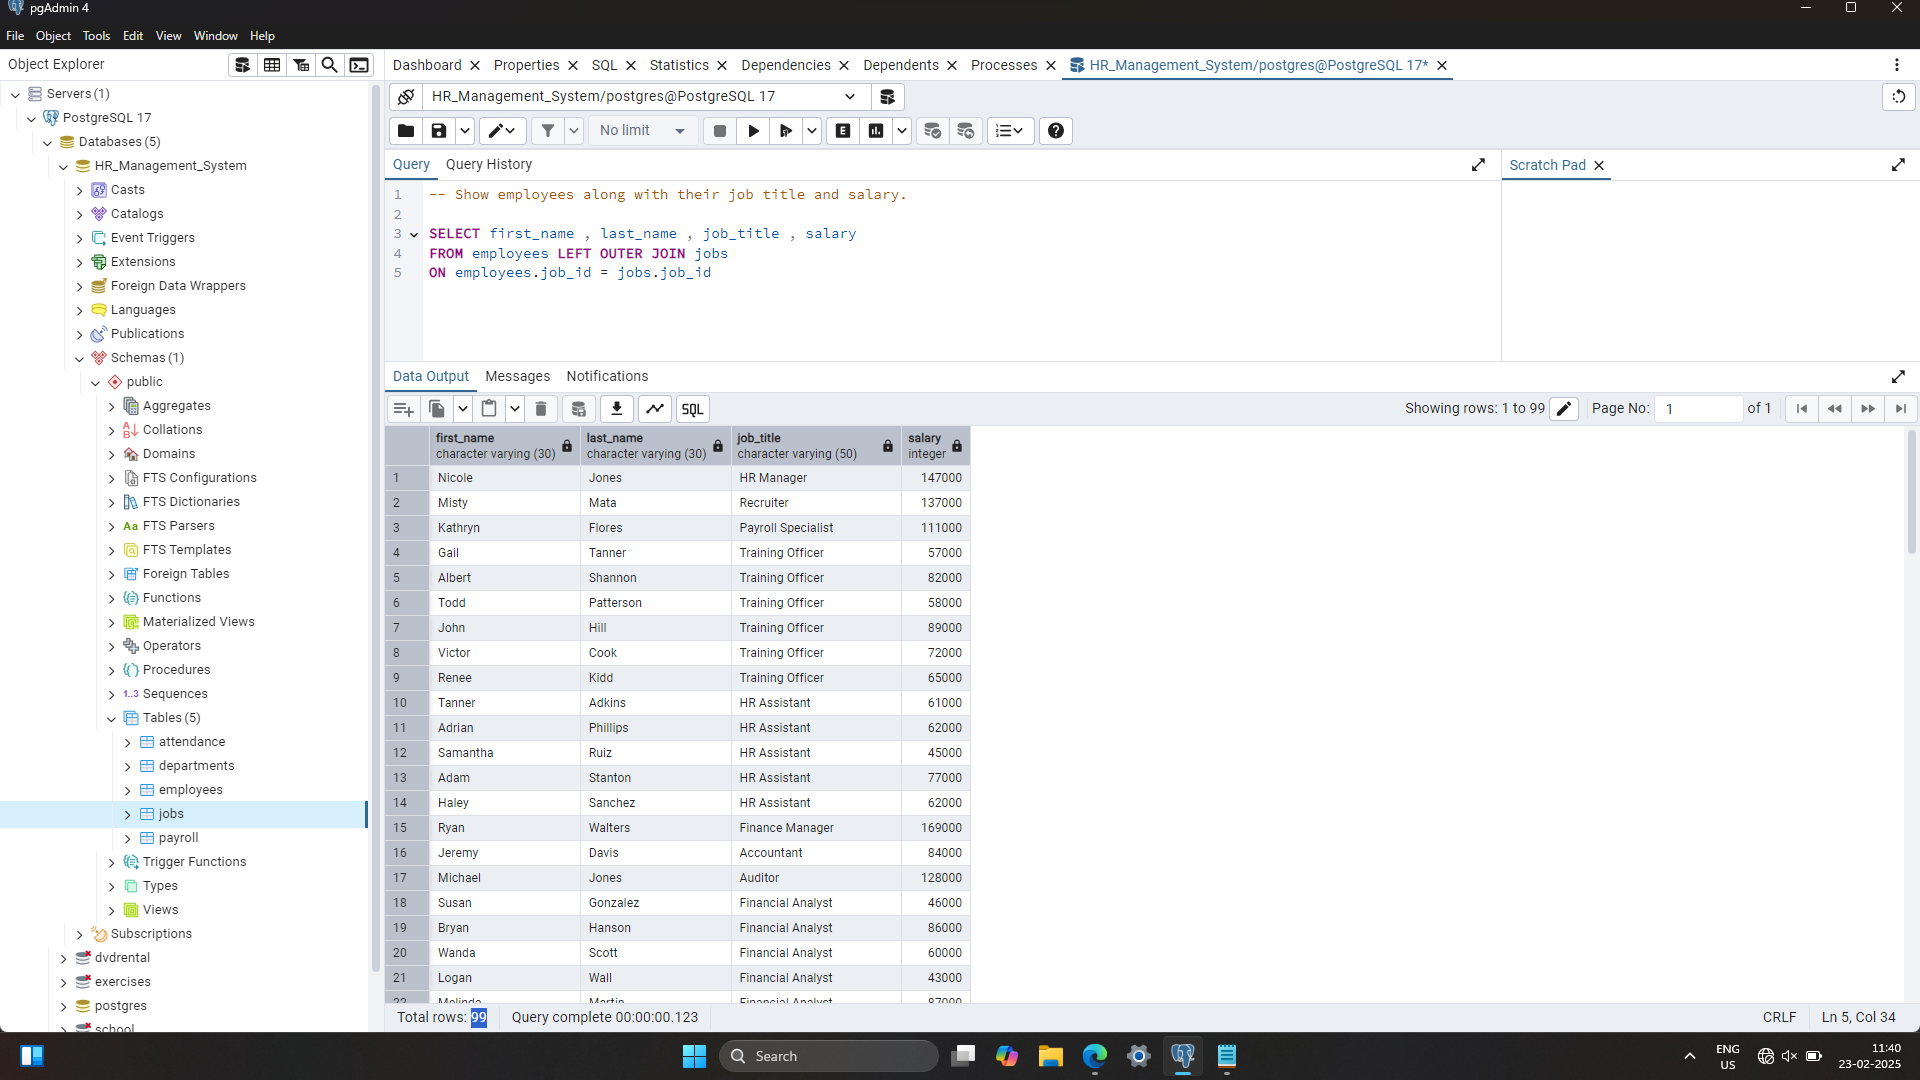 pgAdmin 4
File Object Tools Edit View Window Help
Object Explorer
Dashboard Properties SQL Statistics Dependencies Dependents Processes HR_Management_System/postgres@PostgreSQL 17*
Servers (1)
PostgreSQL 17
Databases (5)
HR_Management_System
Casts
Catalogs
Event Triggers
Extensions
Foreign Data Wrappers
Languages
Publications
Schemas (1)
public
Aggregates
Collations
Domains
FTS Configurations
FTS Dictionaries
Aa FTS Parsers
FTS Templates
Foreign Tables
Functions
Materialized Views
Operators
Procedures
1..3 Sequences
Tables (5)
attendance
departments
employees
jobs
payroll
Trigger Functions
Types
Views
Subscriptions
dvdrental
exercises
postgres
school
HR_Management_System/postgres@PostgreSQL 17
No limit
E
Query Query History
Scratch Pad
1 -- Show employees along with their job title and salary.
2
3 SELECT first_name , last_name , job_title , salary
4 FROM employees LEFT OUTER JOIN jobs
5 ON employees.job_id = jobs.job_id
Data Output Messages Notifications
SQL
Showing rows: 1 to 99 Page No: 1 of 1
first_name last_name job_title salary
character varying (30) character varying (30) character varying (50) integer
1 Nicole Jones HR Manager 147000
2 Misty Mata Recruiter 137000
3 Kathryn Flores Payroll Specialist 111000
4 Gail Tanner Training Officer 57000
5 Albert Shannon Training Officer 82000
6 Todd Patterson Training Officer 58000
7 John Hill Training Officer 89000
8 Victor Cook Training Officer 72000
9 Renee Kidd Training Officer 65000
10 Tanner Adkins HR Assistant 61000
11 Adrian Phillips HR Assistant 62000
12 Samantha Ruiz HR Assistant 45000
13 Adam Stanton HR Assistant 77000
14 Haley Sanchez HR Assistant 62000
15 Ryan Walters Finance Manager 169000
16 Jeremy Davis Accountant 84000
17 Michael Jones Auditor 128000
18 Susan Gonzalez Financial Analyst 46000
19 Bryan Hanson Financial Analyst 86000
20 Wanda Scott Financial Analyst 60000
21 Logan Wall Financial Analyst 43000
22 Melinda Martin Financial Analyst 87000
Total rows: 99 Query complete 00:00:00.123 CRLF Ln 5, Col 34
Search
ENG
US
11:40
23-02-2025